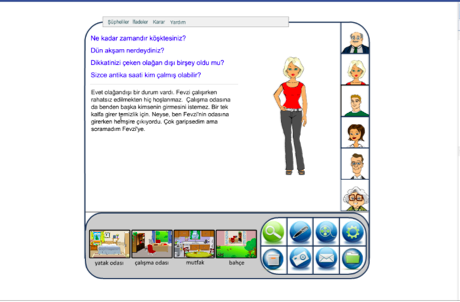 Şüpheliler İfadeler Karar Yardım
Ne kadar zamandır köşktesiniz?
Dün akşam nerdeydiniz?
Dikkatinizi çeken olağan dışı birşey oldu mu?
Sizce antika saati kim çalmış olabilir?
Evet olağandışı bir durum vardı. Fevzi çalışırken
rahatsız edilmekten hiç hoşlanmaz. Çalışma odasına
da benden başka kimsenin girmesini istemez. Bir tek
kalfa girer temizlik için. Neyse, ben Fevzi'nin odasına
girerken hemşire çıkıyordu. Çok garipsedim ama
soramadım Fevzi'ye.
yatak odası çalışma odası mutfak bahçe